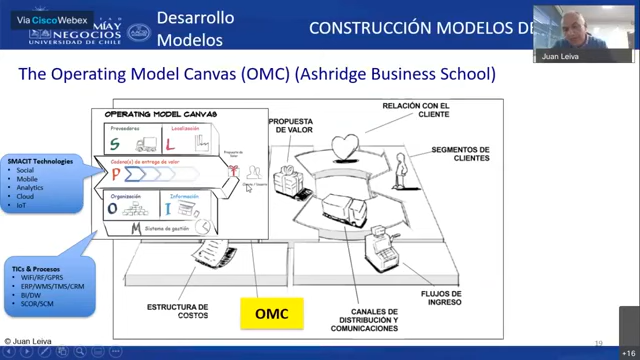 Via Cisco Webex
MÍA Y
NEGOCIOS
UNIVERSIDAD DE CHILE
Desarrollo
Modelos
CONSTRUCCIÓN MODELOS DE
Juan Leiva
The Operating Model Canvas (OMC) (Ashridge Business School)
OPERATING MODEL CANVAS
Proveedores
S
Localización
L
Cadena(s) de entrega de valor
P
Organización
O
Información
I
M Sistema de gestión
SMACIT Technologies
• Social
• Mobile
• Analytics
• Cloud
• IoT
TICs & Procesos
• WiFi/RF/GPRS
• ERP/WMS/TMS/CRM
• BI/DW
• SCOR/SCM
PROPUESTA
DE VALOR
RELACIÓN CON EL
CLIENTE
SEGMENTOS DE
CLIENTES
ESTRUCTURA DE
COSTOS
OMC
CANALES DE
DISTRIBUCIÓN Y
COMUNICACIONES
FLUJOS DE
INGRESO
© Juan Leiva
19
+16